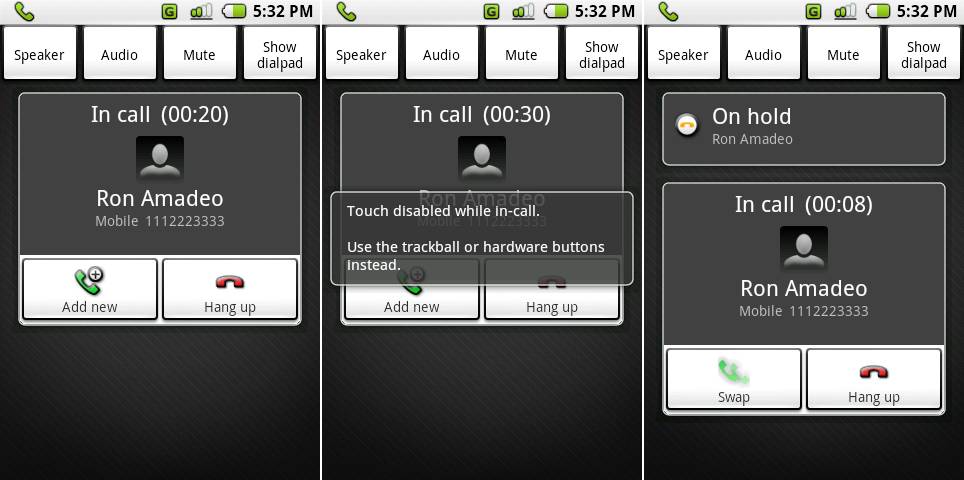 G 5:32 PM
Speaker Audio Mute Show dialpad
In call (00:20)
Ron Amadeo
Mobile 1112223333
Add new Hang up
G 5:32 PM
Speaker Audio Mute Show dialpad
In call (00:30)
Ron Amadeo
Touch disabled while in-call.
Use the trackball or hardware buttons
instead.
Add new Hang up
G 5:32 PM
Speaker Audio Mute Show dialpad
On hold
Ron Amadeo
In call (00:08)
Ron Amadeo
Mobile 1112223333
Swap Hang up